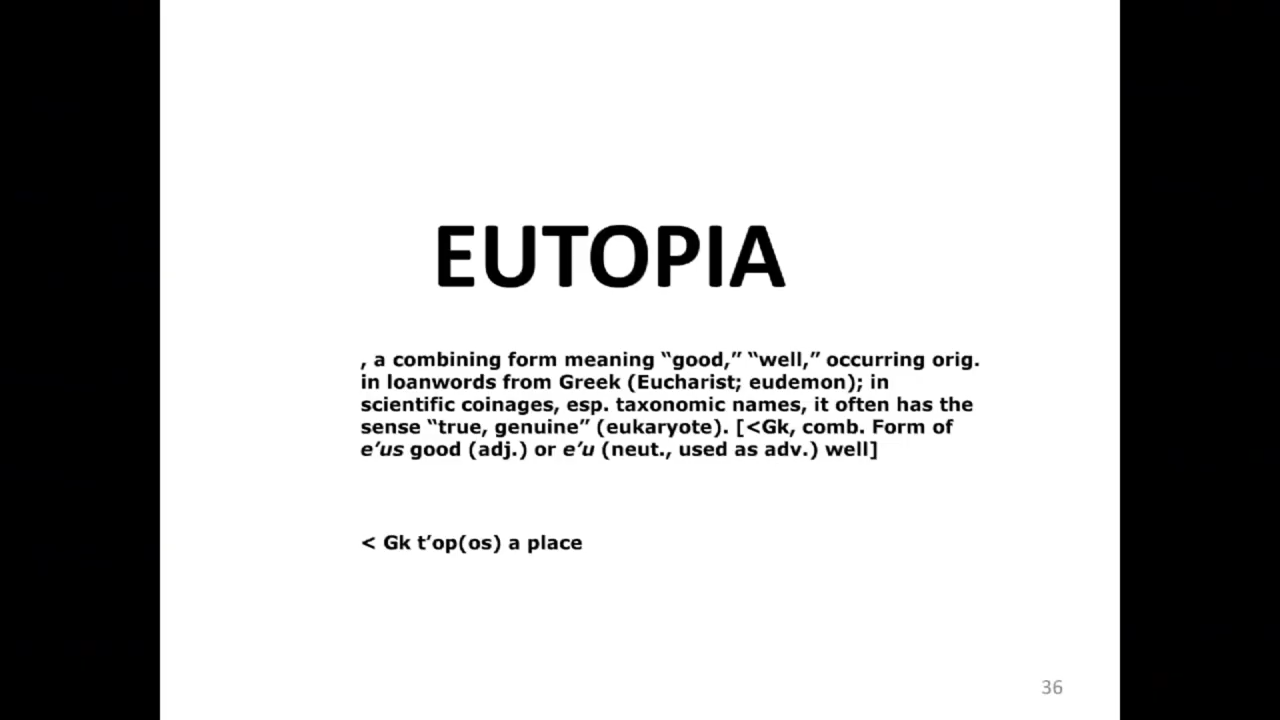 EUTOPIA
, a combining form meaning “good,” “well,” occurring orig.
in loanwords from Greek (Eucharist; eudemon); in
scientific coinages, esp. taxonomic names, it often has the
sense “true, genuine” (eukaryote). [<Gk, comb. Form of
e’us good (adj.) or e’u (neut., used as adv.) well]
< Gk t’op(os) a place
36